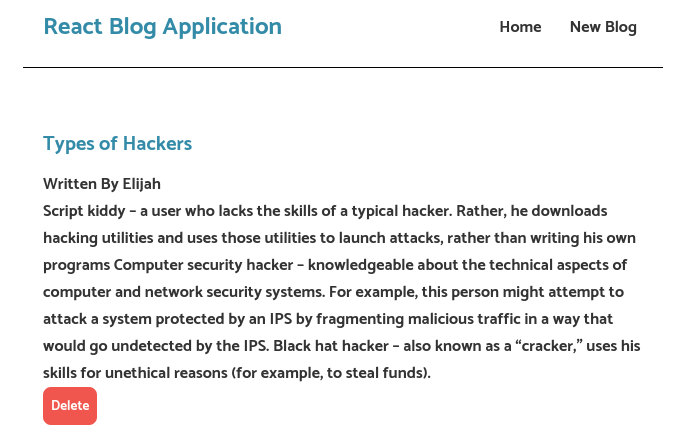 React Blog Application
Home New Blog
Types of Hackers
Written By Elijah
Script kiddy – a user who lacks the skills of a typical hacker. Rather, he downloads
hacking utilities and uses those utilities to launch attacks, rather than writing his own
programs Computer security hacker – knowledgeable about the technical aspects of
computer and network security systems. For example, this person might attempt to
attack a system protected by an IPS by fragmenting malicious traffic in a way that
would go undetected by the IPS. Black hat hacker – also known as a “cracker,” uses his
skills for unethical reasons (for example, to steal funds).
Delete